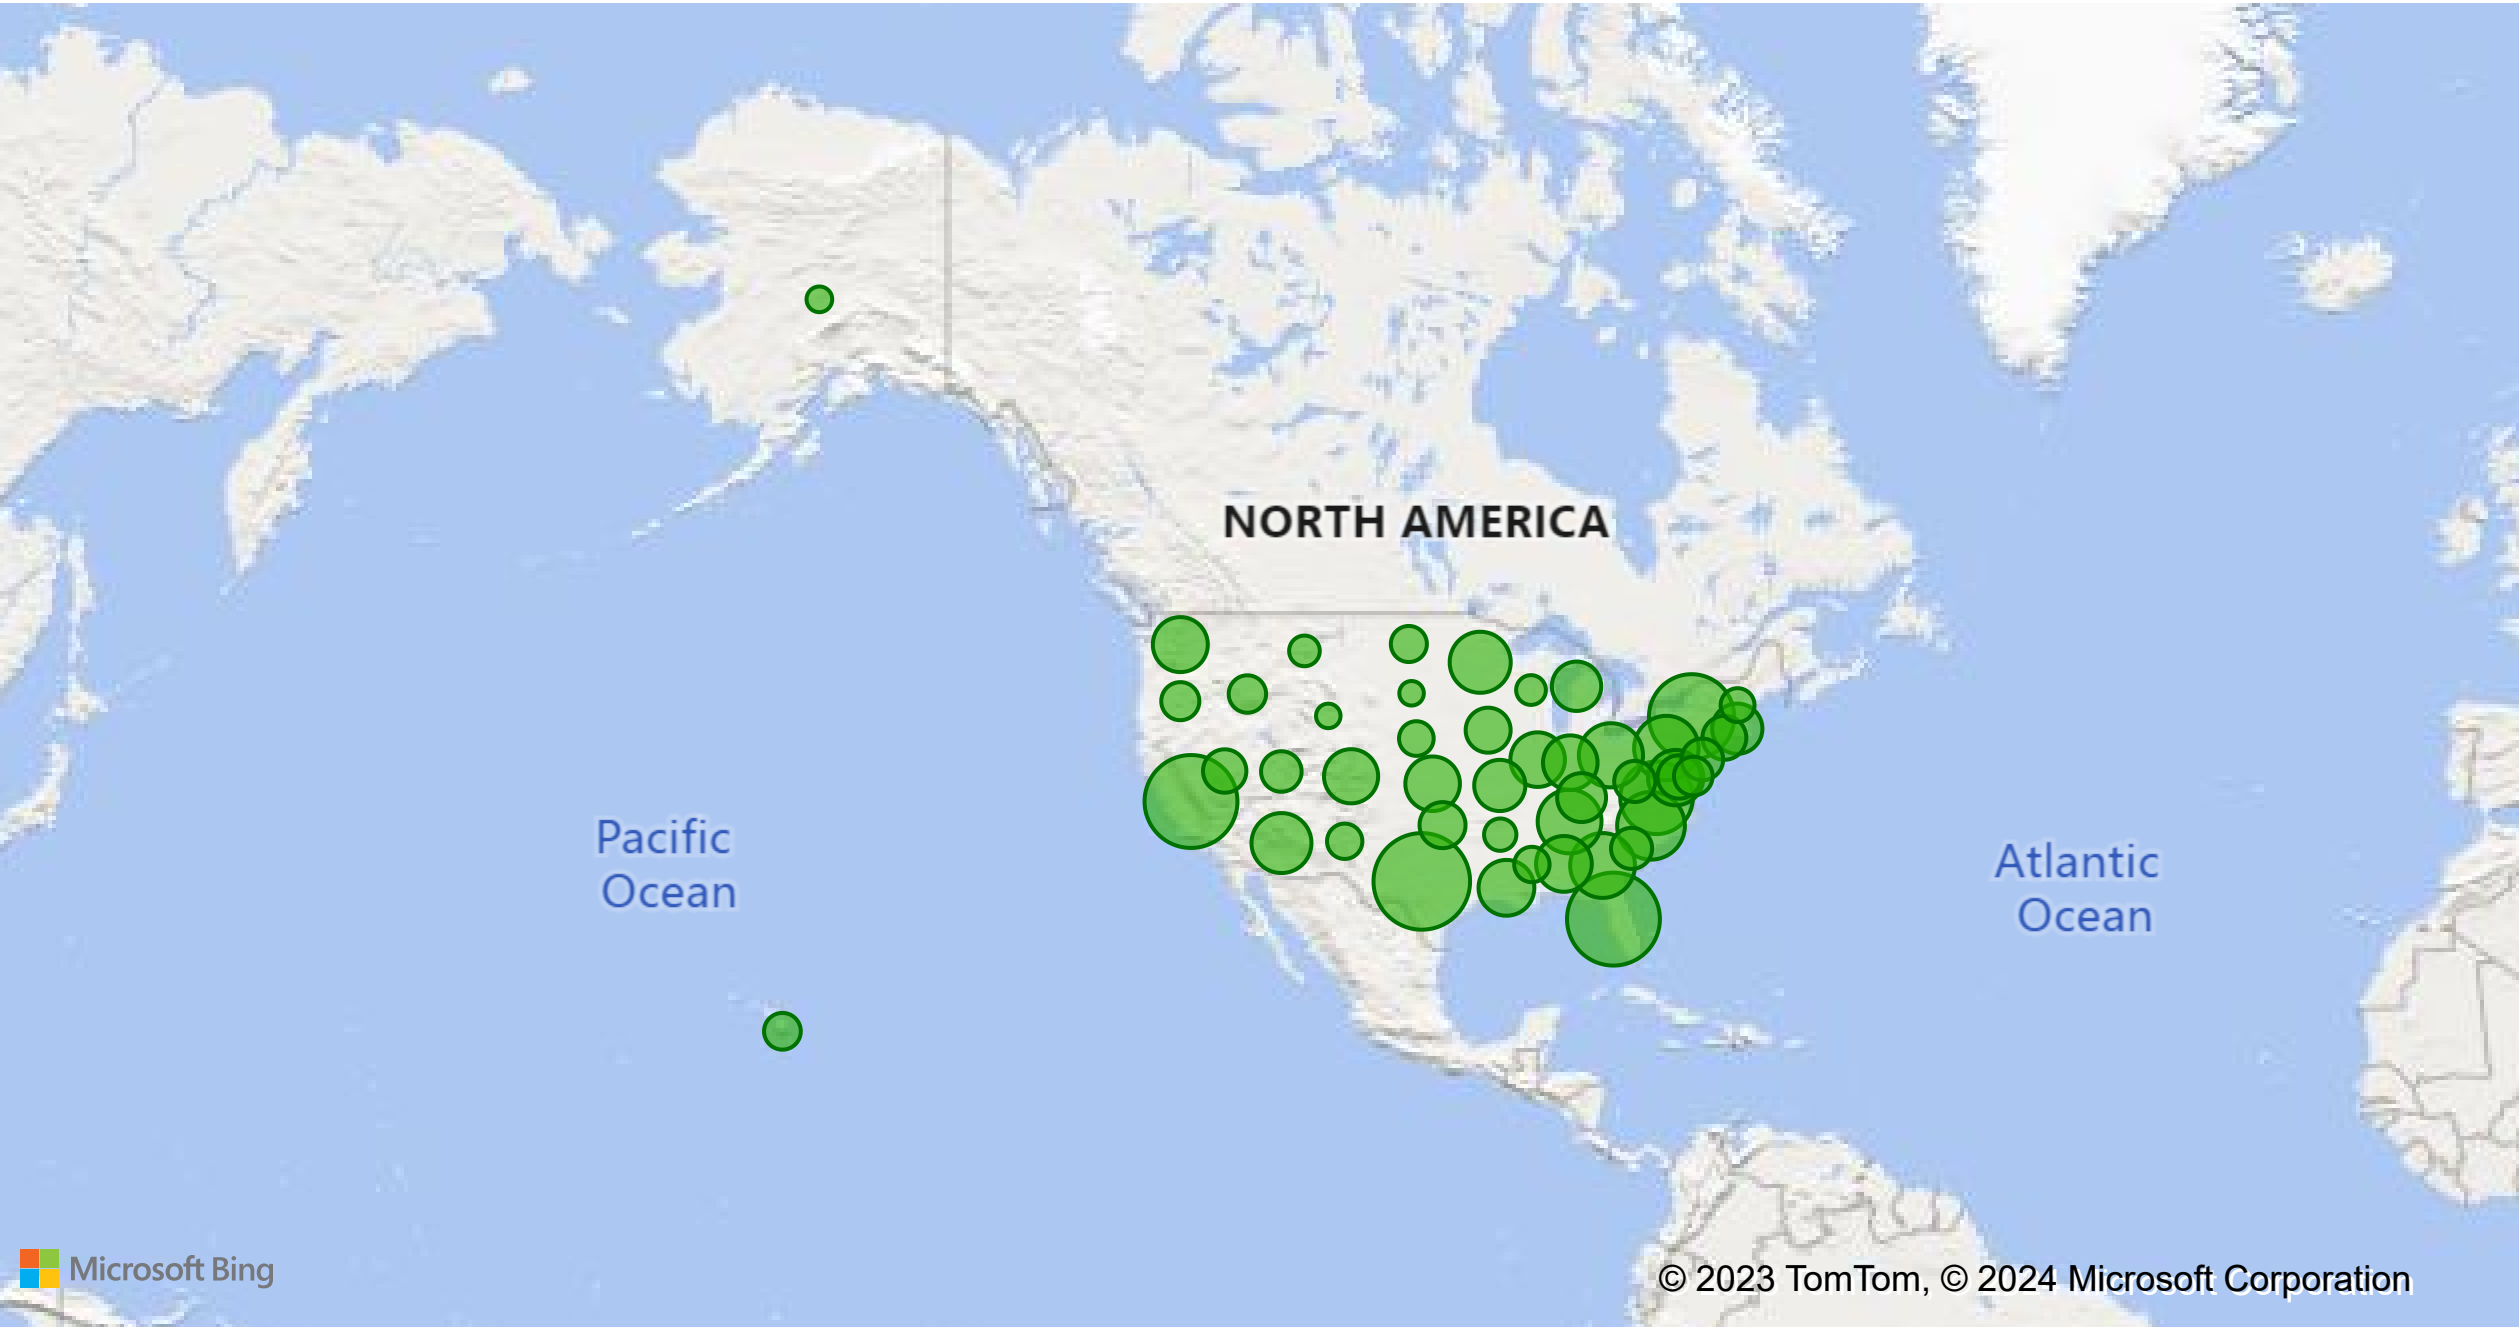 NORTH AMERICA
Pacific
Ocean
Atlantic
Ocean
Microsoft Bing
© 2023 TomTom, © 2024 Microsoft Corporation